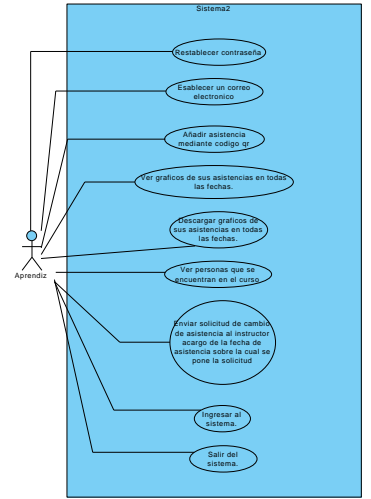 Sistema2
Restablecer contraseña
Esablecer un correo
electronico
Añadir asistencia
mediante codigo qr
Ver graficos de sus asistencias en todas
las fechas.
Descargar graficos de
sus asistencias en todas
las fechas.
Aprendiz
Ver personas que se
encuentran en el curso
Enviar solicitud de cambio
de asistencia al instructor
acargo de la fecha de
asistencia sobre la cual se
pone la solicitud
Ingresar al
sistema.
Salir del
sistema.